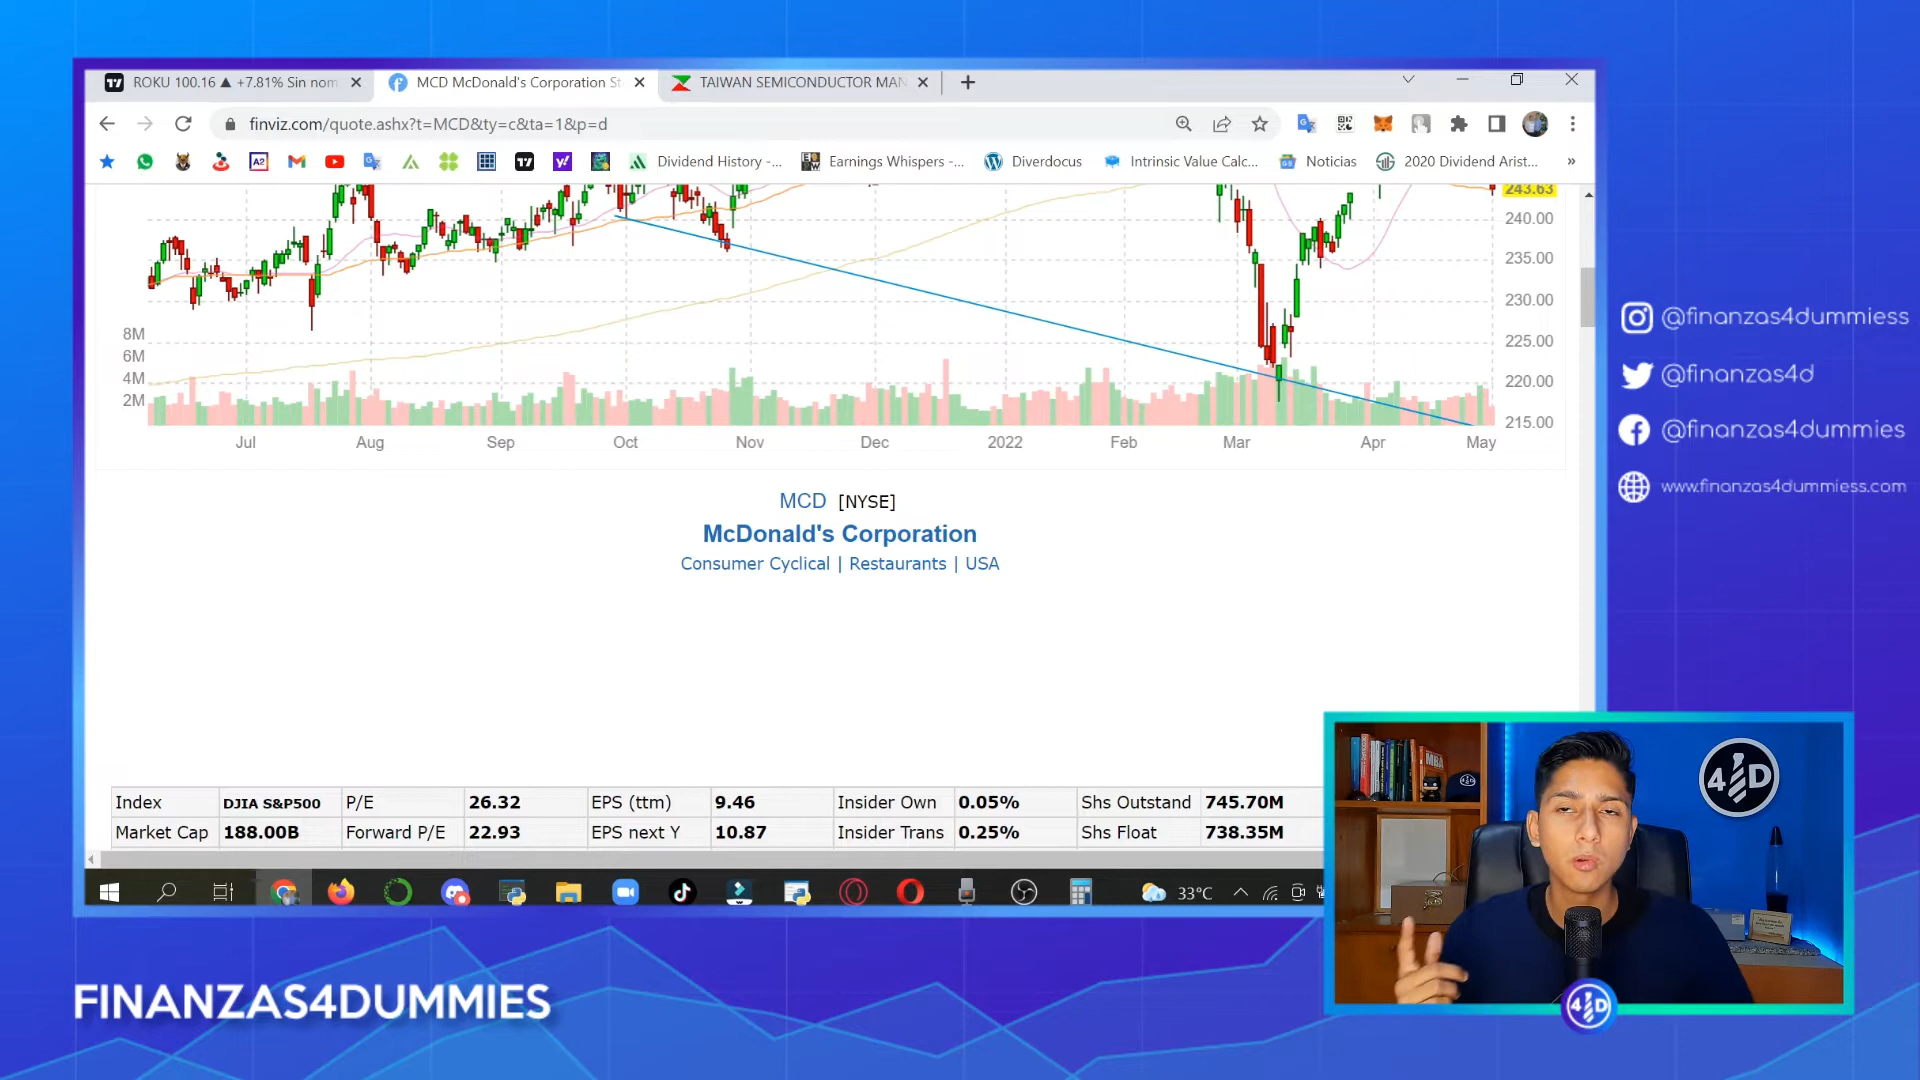 ROKU 100.16 ▲ +7.81% Sin nom
MCD McDonald's Corporation St
TAIWAN SEMICONDUCTOR MAN
finviz.com/quote.ashx?t=MCD&ty=c&ta=1&p=d
Dividend History -...
Earnings Whispers -...
Diverdocus
Intrinsic Value Calc...
Noticias
2020 Dividend Arist...
»
243.63
240.00
235.00
230.00
225.00
220.00
215.00
8M
6M
4M
2M
Jul Aug Sep Oct Nov Dec 2022 Feb Mar Apr May
MCD [NYSE]
McDonald's Corporation
Consumer Cyclical | Restaurants | USA
Index DJIA S&P500 P/E 26.32 EPS (ttm) 9.46 Insider Own 0.05% Shs Outstand 745.70M
Market Cap 188.00B Forward P/E 22.93 EPS next Y 10.87 Insider Trans 0.25% Shs Float 738.35M
33°C
@finanzas4dummiess
@finanzas4d
@finanzas4dummies
www.finanzas4dummiess.com
MBA
4D
4D
FINANZAS4DUMMIES